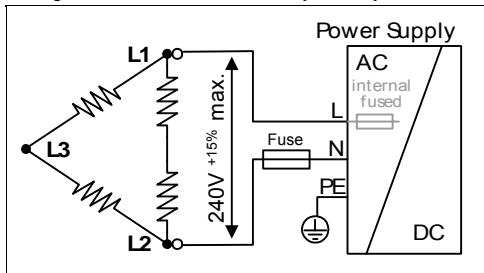 Power Supply
L1
AC
internal
fused
L
240V +15% max.
Fuse
N
L3
PE
L2
DC